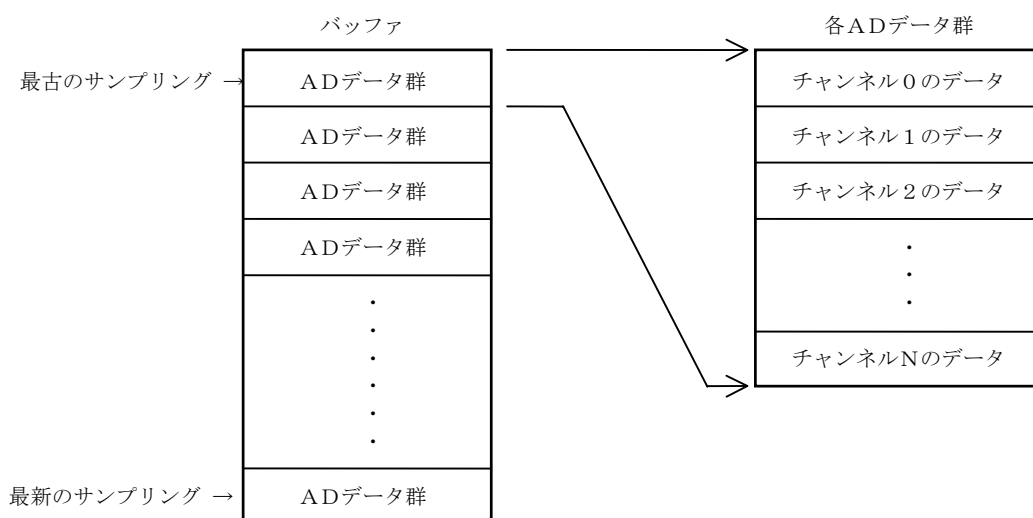 バッファ
最古のサンプリング →
ＡＤデータ群
ＡＤデータ群
ＡＤデータ群
ＡＤデータ群
・
・
・
・
・
・
最新のサンプリング →
ＡＤデータ群
各ＡＤデータ群
チャンネル０のデータ
チャンネル１のデータ
チャンネル２のデータ
・
・
・
チャンネルNのデータ